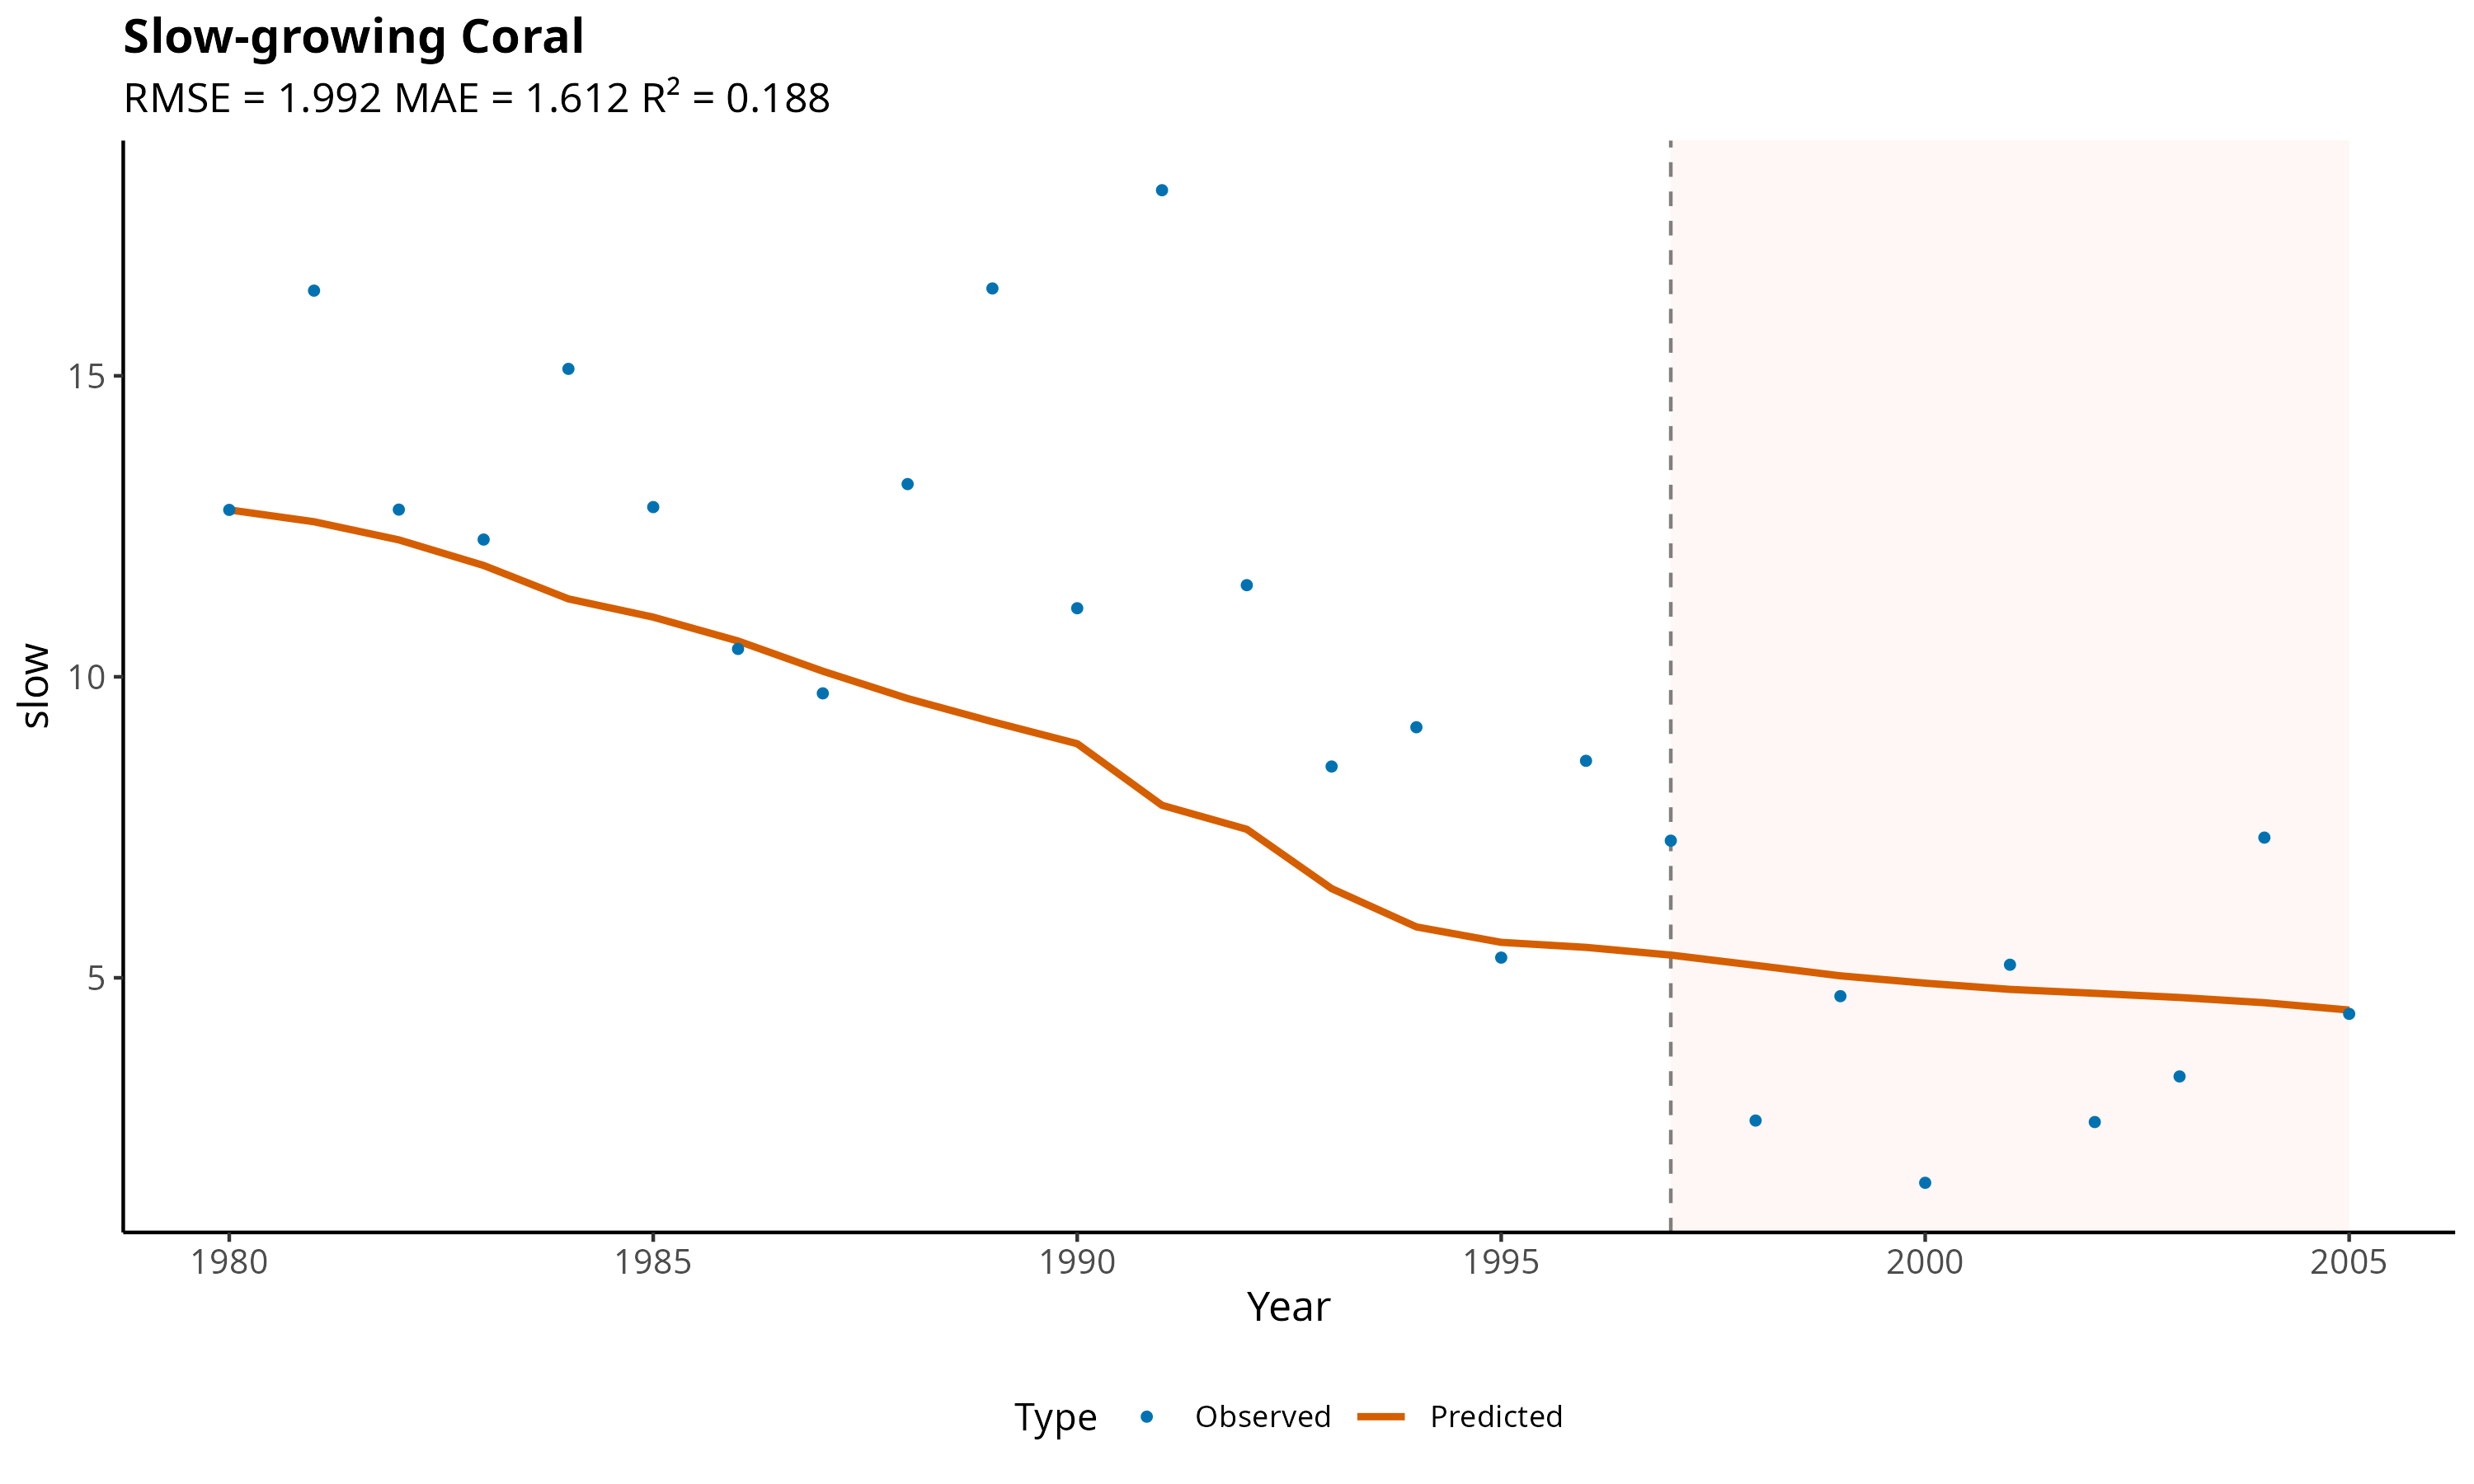 Slow-growing Coral
RMSE = 1.992 MAE = 1.612 R² = 0.188
slow
15
10
5
1980 1985 1990 1995 2000 2005
Year
Type Observed Predicted